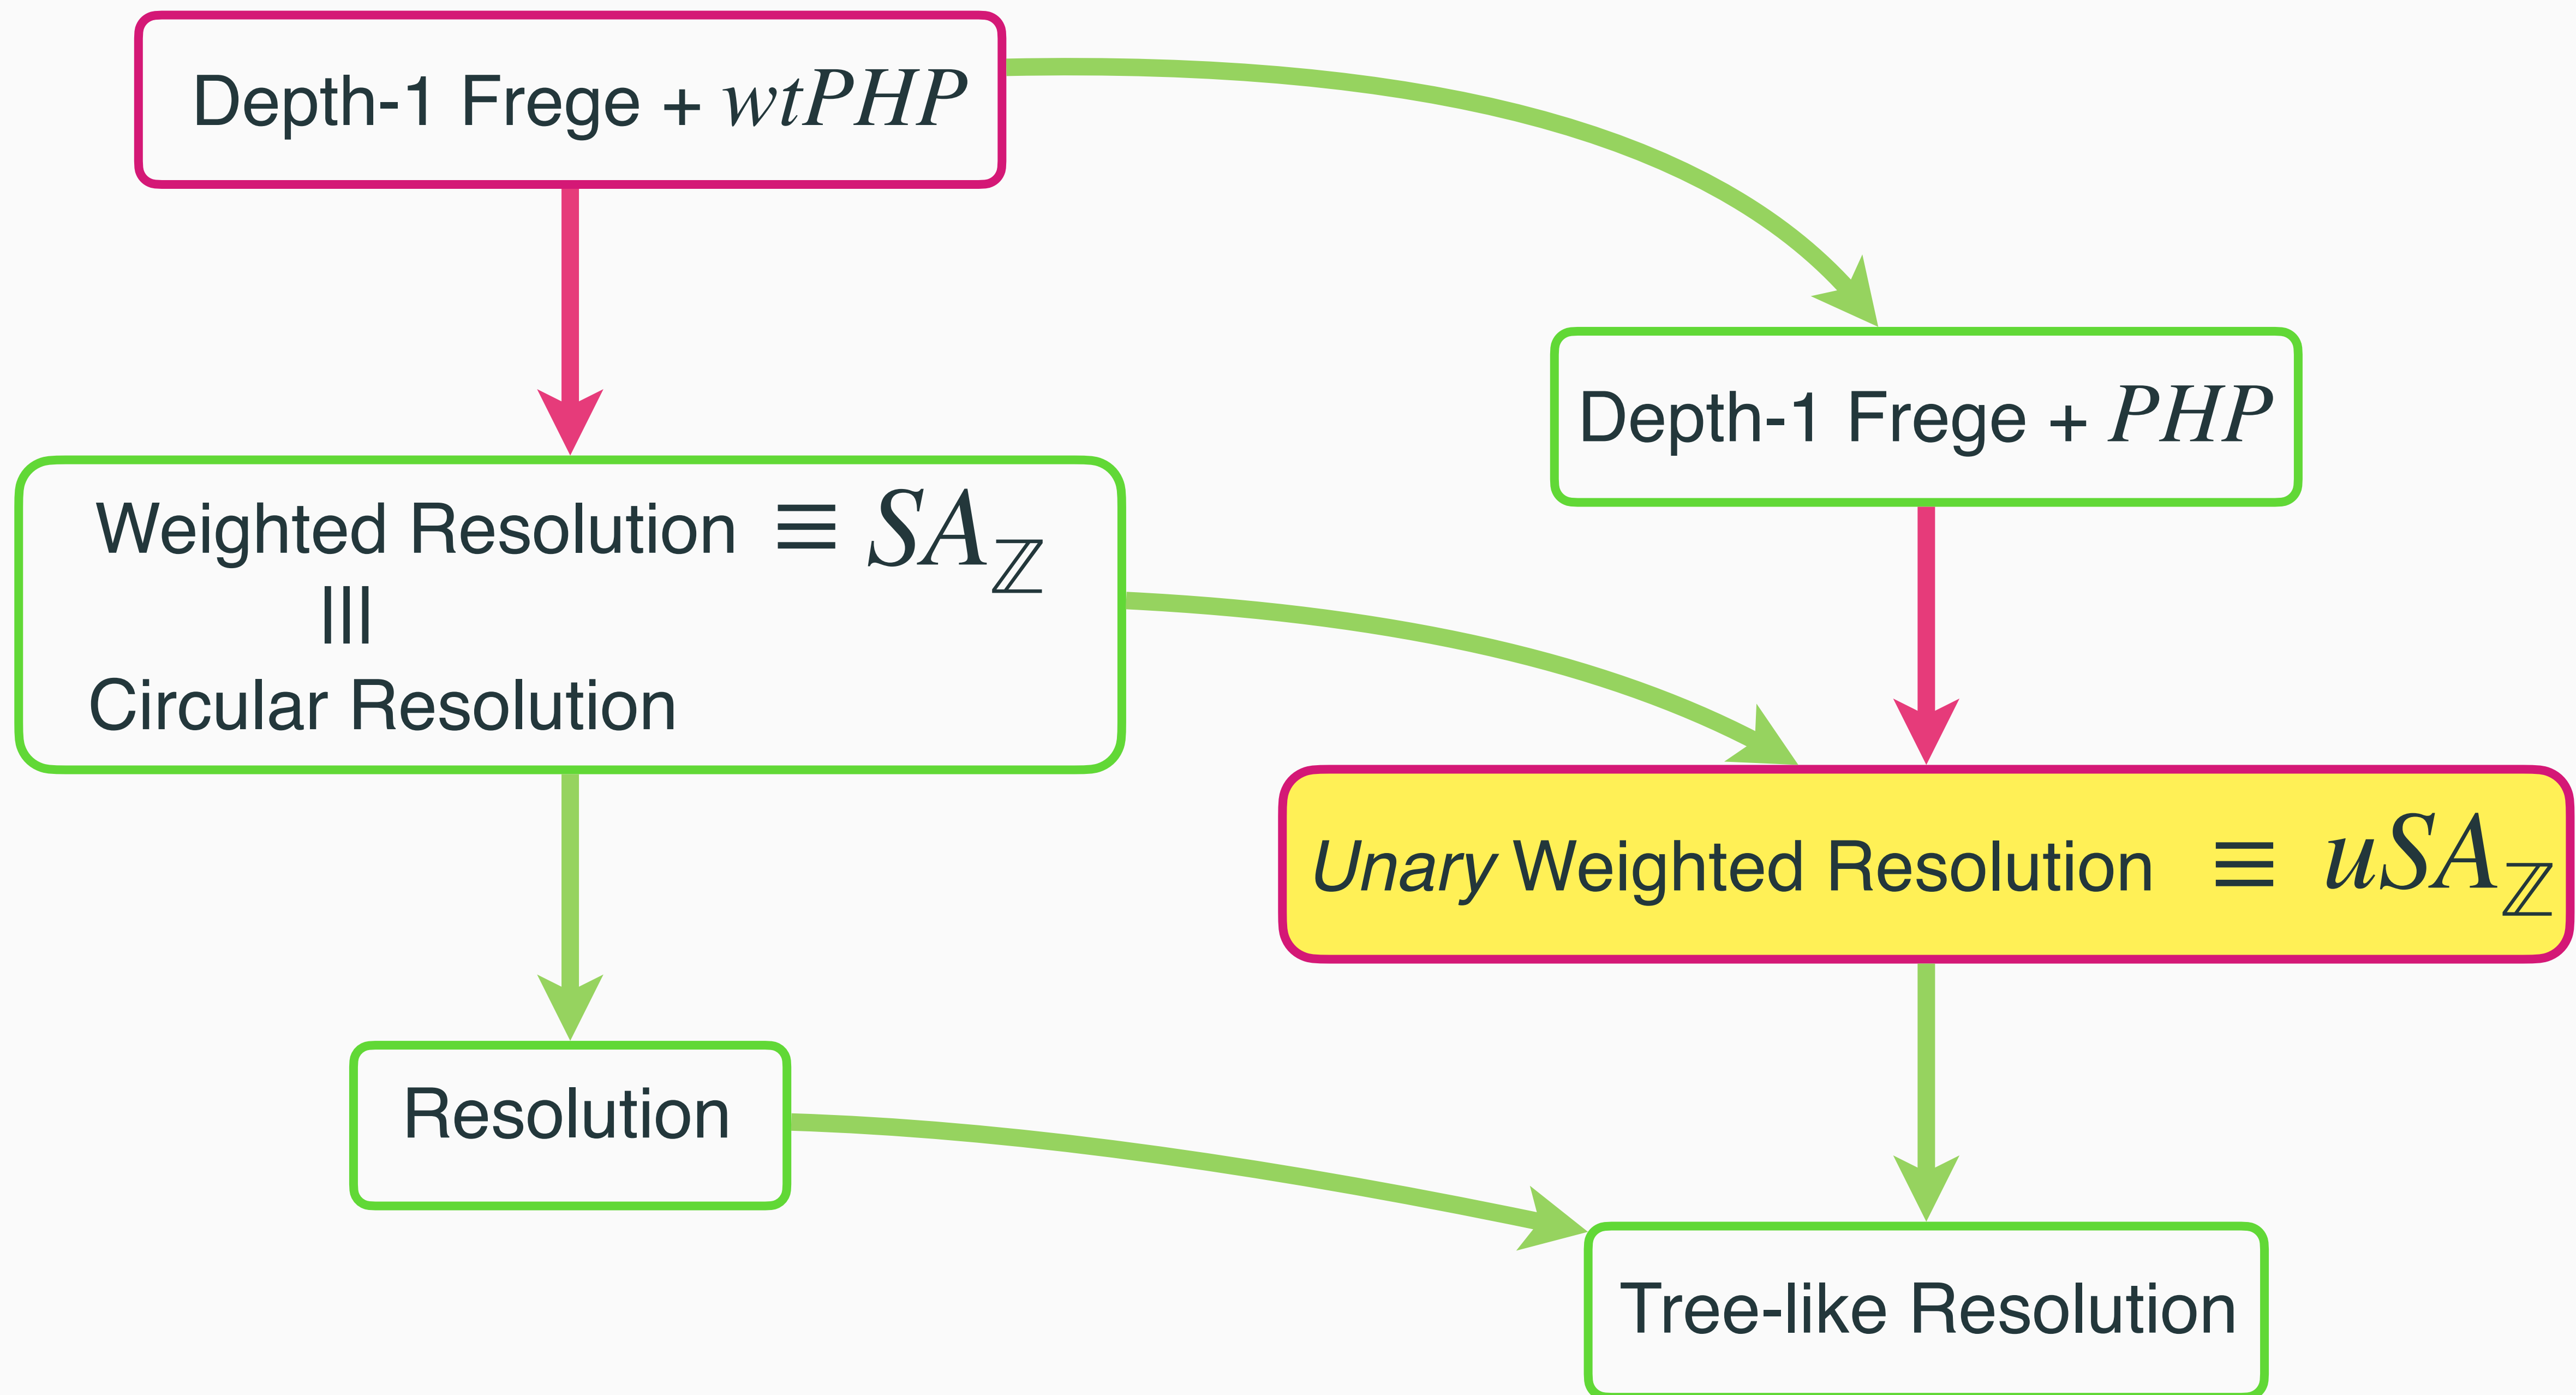 Depth-1 Frege + wtPHP
Depth-1 Frege + PHP
Weighted Resolution ≡ SA_ℤ
|||
Circular Resolution
Unary Weighted Resolution ≡ uSA_ℤ
Resolution
Tree-like Resolution